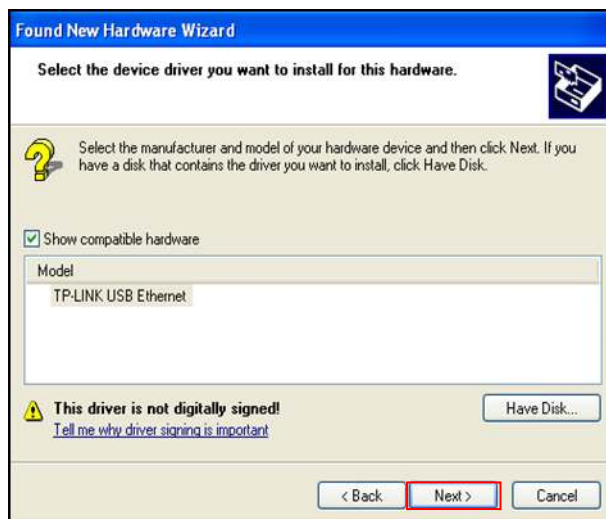 Found New Hardware Wizard
Select the device driver you want to install for this hardware.
Select the manufacturer and model of your hardware device and then click Next. If you
have a disk that contains the driver you want to install, click Have Disk.
Show compatible hardware
Model
TP-LINK USB Ethernet
This driver is not digitally signed!
Tell me why driver signing is important
Have Disk...
< Back
Next >
Cancel